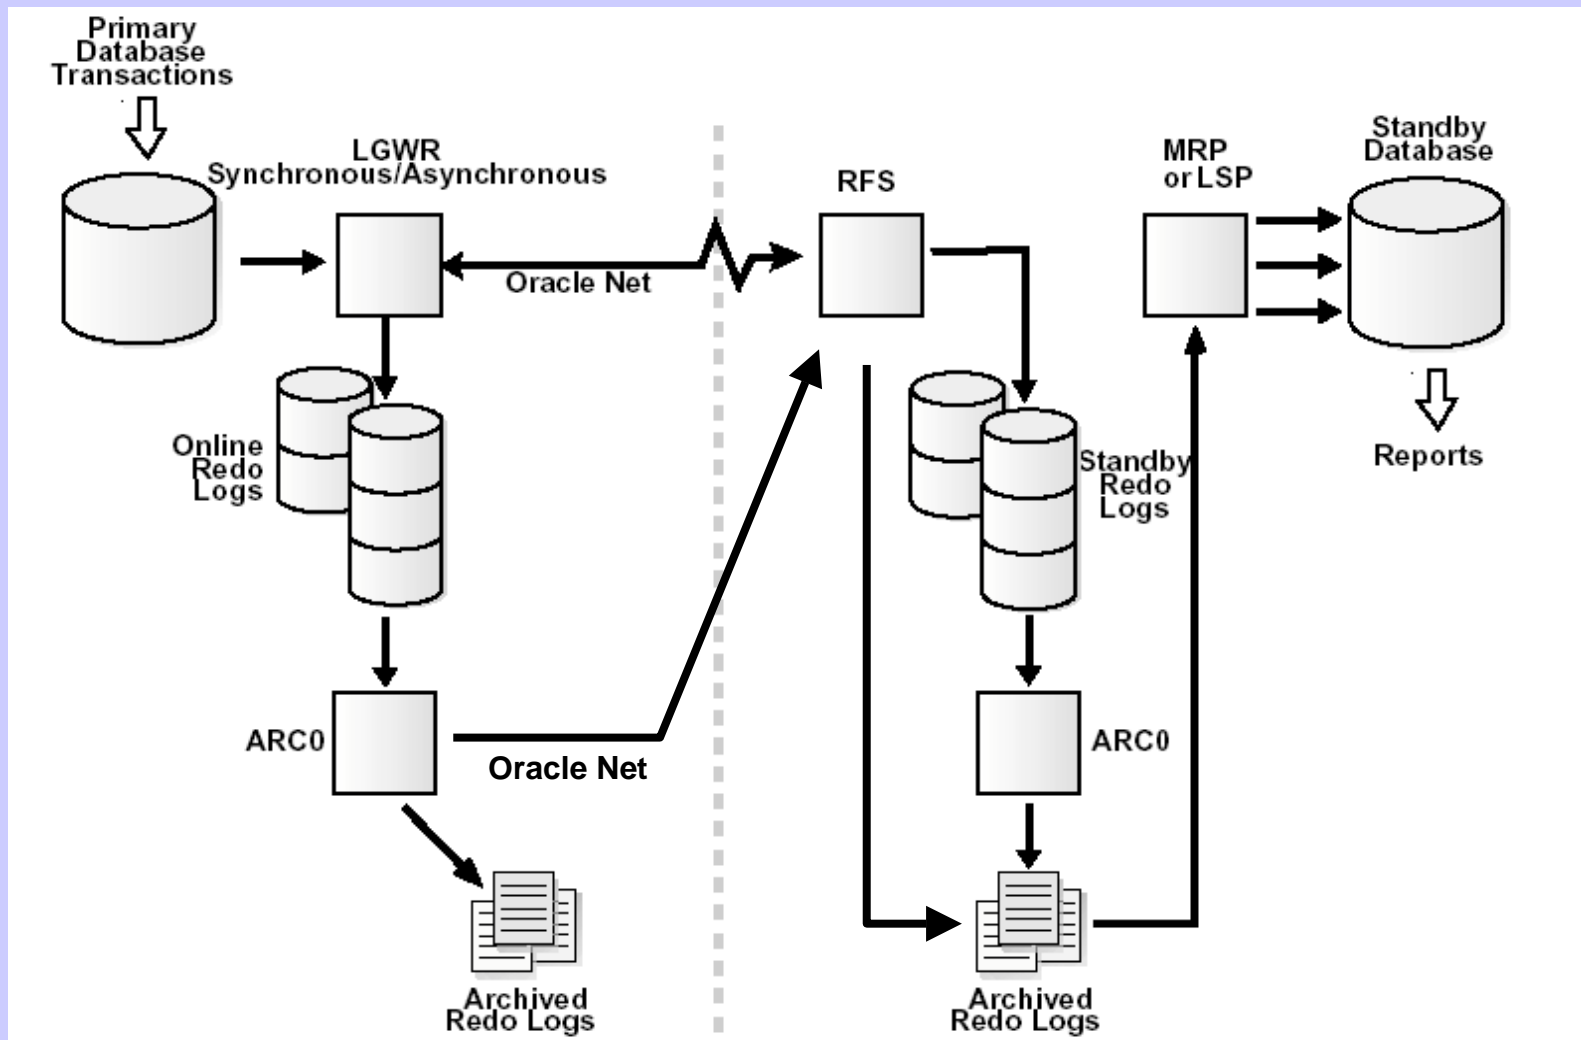 Primary
Database
Transactions
LGWR
Synchronous/Asynchronous
Oracle Net
RFS
MRP
or LSP
Standby
Database
Online
Redo
Logs
Standby
Redo
Logs
Reports
ARC0
Oracle Net
ARC0
Archived
Redo Logs
Archived
Redo Logs